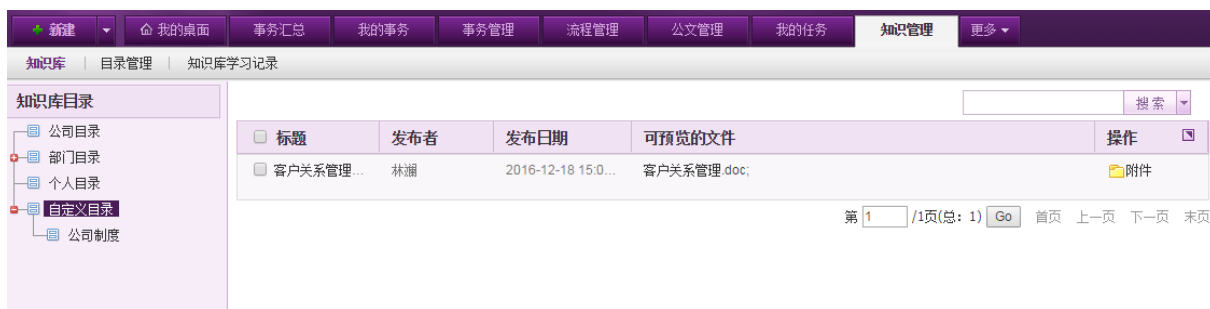 新建 我的桌面 事务汇总 我的事务 事务管理 流程管理 公文管理 我的任务 知识管理 更多
知识库 | 目录管理 | 知识库学习记录
知识库目录
公司目录
部门目录
个人目录
自定义目录
公司制度
搜索
标题 发布者 发布日期 可预览的文件 操作
客户关系管理... 林澜 2016-12-18 15:0... 客户关系管理.doc; 附件
第 1 /1页(总: 1) Go 首页 上一页 下一页 末页